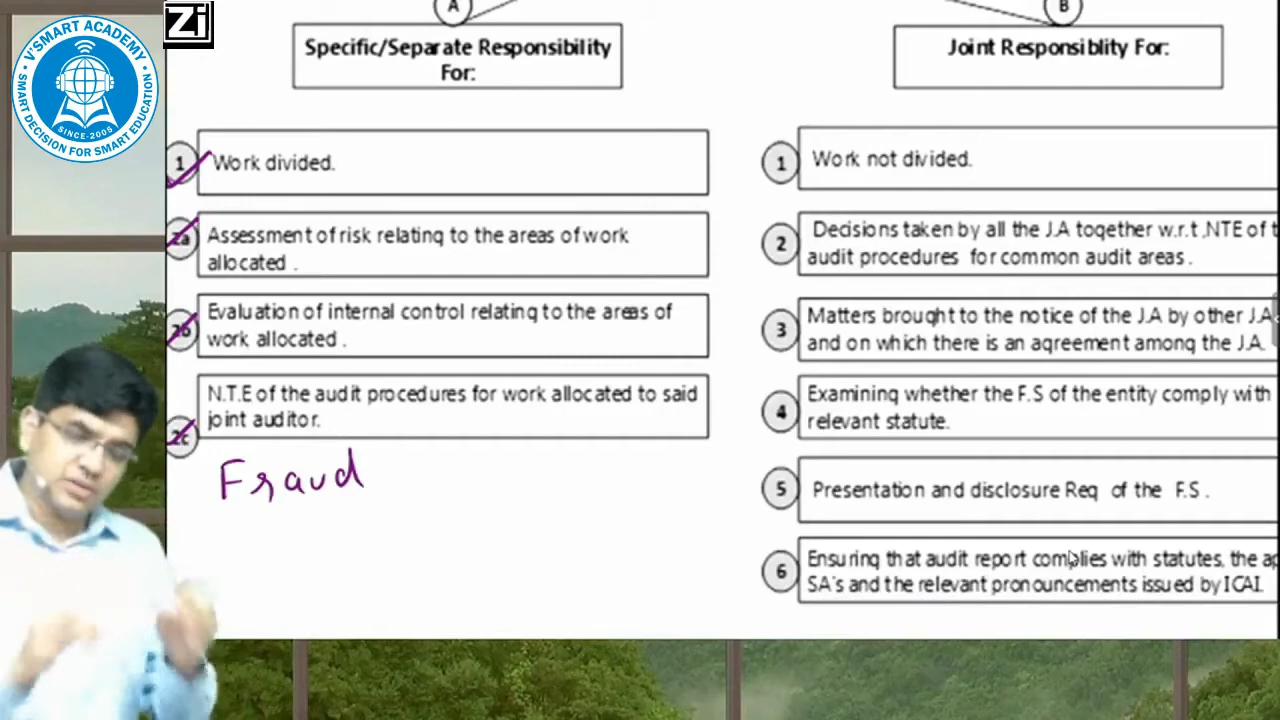 V'SMART ACADEMY
SINCE-2005
SMART DECISION FOR SMART EDUCATION
Zi
A
Specific/Separate Responsibility
For:
1
Work divided.
2a
Assessment of risk relating to the areas of work
allocated .
2b
Evaluation of internal control relating to the areas of
work allocated .
2c
N.T.E of the audit procedures for work allocated to said
joint auditor.
Fraud
B
Joint Responsiblity For:
1
Work not divided.
2
Decisions taken by all the J.A together w.r.t ,NTE of t
audit procedures for common audit areas .
3
Matters brought to the notice of the J.A by other J.A
and on which there is an agreement among the J.A.
4
Examining whether the F.S of the entity comply with
relevant statute.
5
Presentation and disclosure Req of the F.S .
6
Ensuring that audit report complies with statutes, the ap
SA's and the relevant pronouncements issued by ICAI.